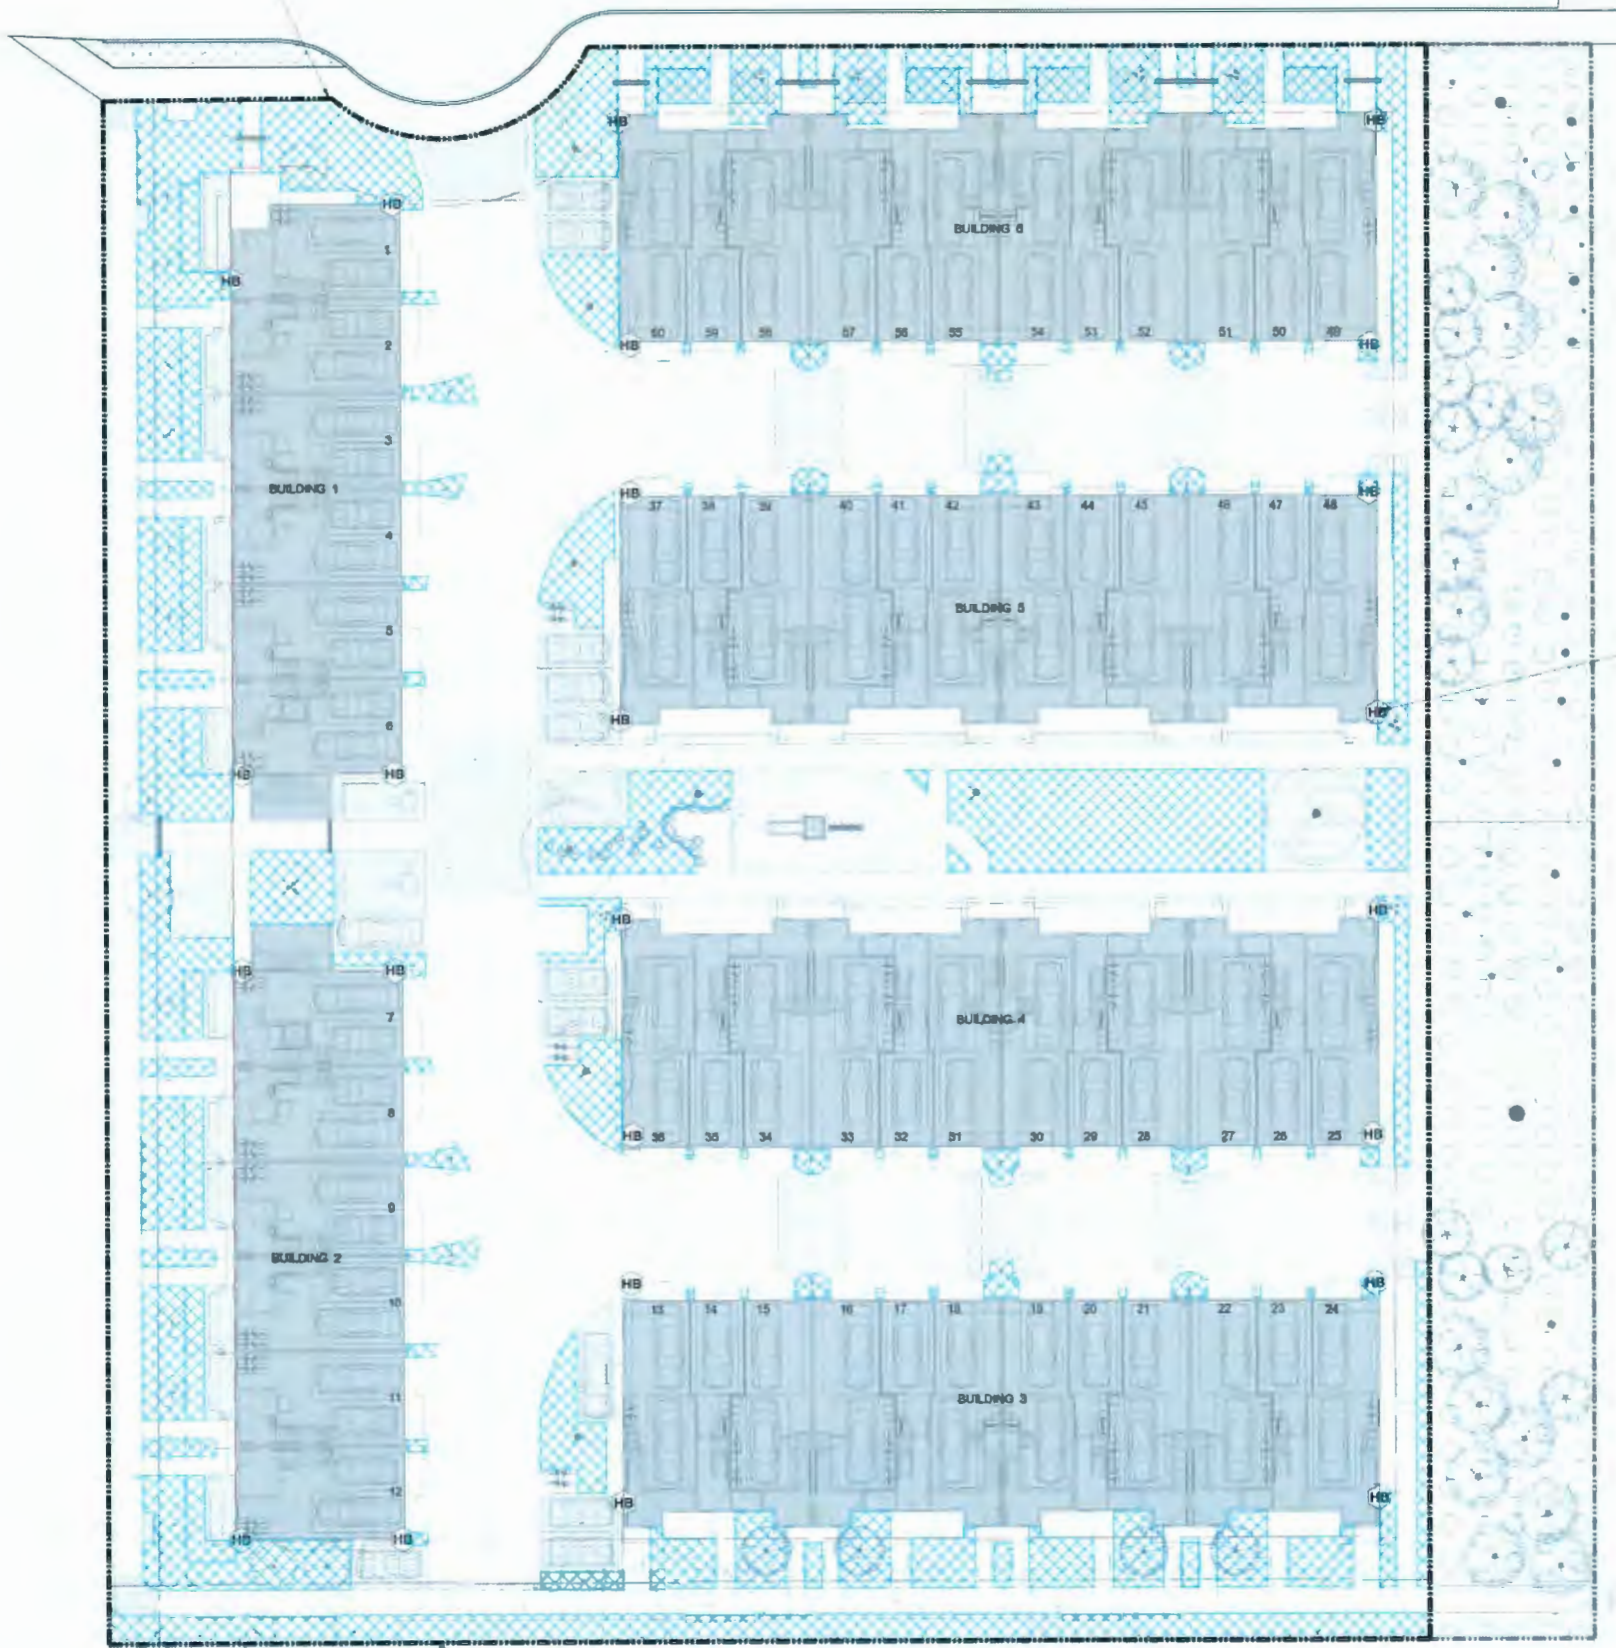 HB HB
HB
BUILDING 6
1
HB
2
HB 60 59 58 57 56 55 54 53 52 51 50 49 HB
3
BUILDING 1
HB HB
37 38 39 40 41 42 43 44 45 46 47 48
4
BUILDING 5
5
HB HB
6
HB HB
HB HB
HB HB
7
BUILDING 4
8
HB 36 35 34 33 32 31 30 29 28 27 26 25 HB
9
BUILDING 2
HB HB
10
13 14 15 16 17 18 19 20 21 22 23 24
11
BUILDING 3
12
HB HB
HB HB